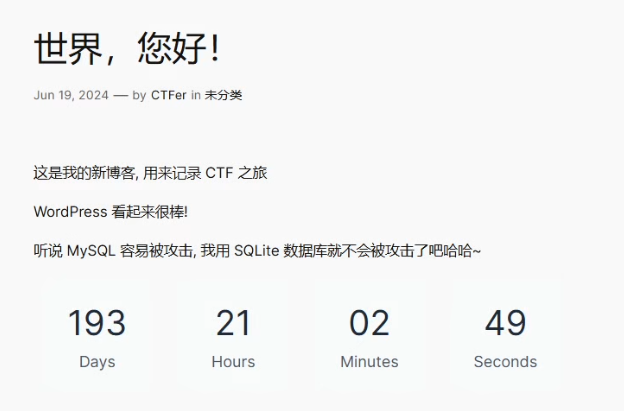 世界，您好！
Jun 19, 2024 — by CTFer in 未分类
这是我的新博客, 用来记录 CTF 之旅
WordPress 看起来很棒!
听说 MySQL 容易被攻击, 我用 SQLite 数据库就不会被攻击了吧哈哈~
193 21 02 49
Days Hours Minutes Seconds